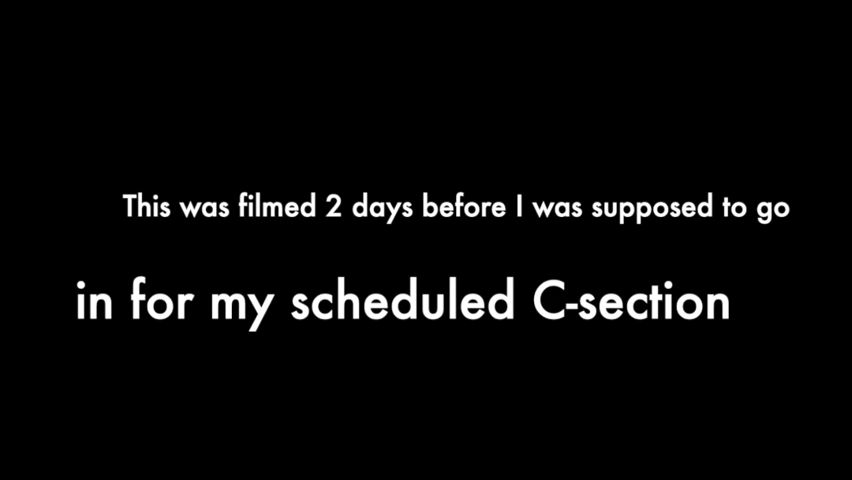 This was filmed 2 days before I was supposed to go
in for my scheduled C-section